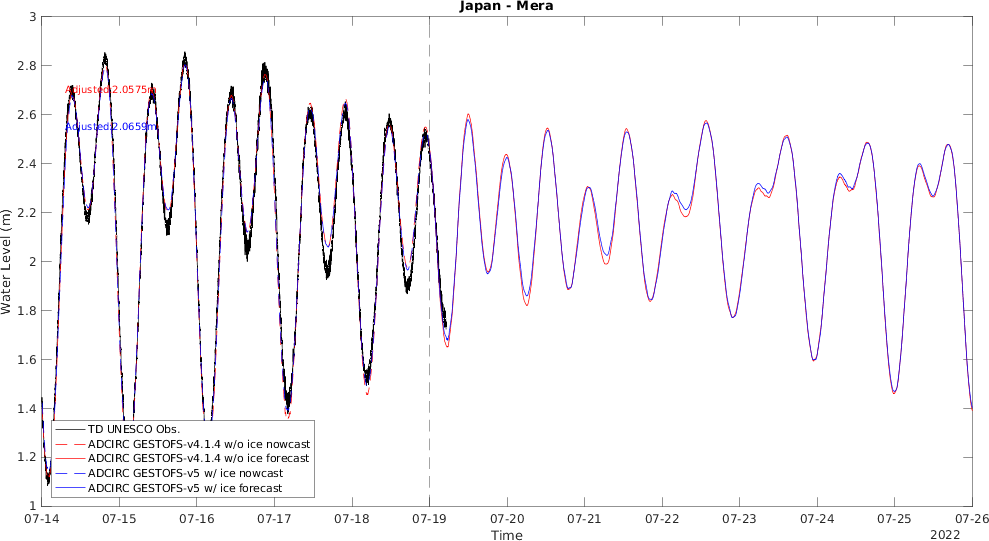 Japan - Mera
3
2.8
2.6
2.4
2.2
2
1.8
1.6
1.4
1.2
1
Water Level (m)
Adjusted:2.0575m
Adjusted:2.0659m
TD UNESCO Obs.
ADCIRC GESTOFS-v4.1.4 w/o ice nowcast
ADCIRC GESTOFS-v4.1.4 w/o ice forecast
ADCIRC GESTOFS-v5 w/ ice nowcast
ADCIRC GESTOFS-v5 w/ ice forecast
07-14 07-15 07-16 07-17 07-18 07-19 07-20 07-21 07-22 07-23 07-24 07-25 07-26
Time
2022